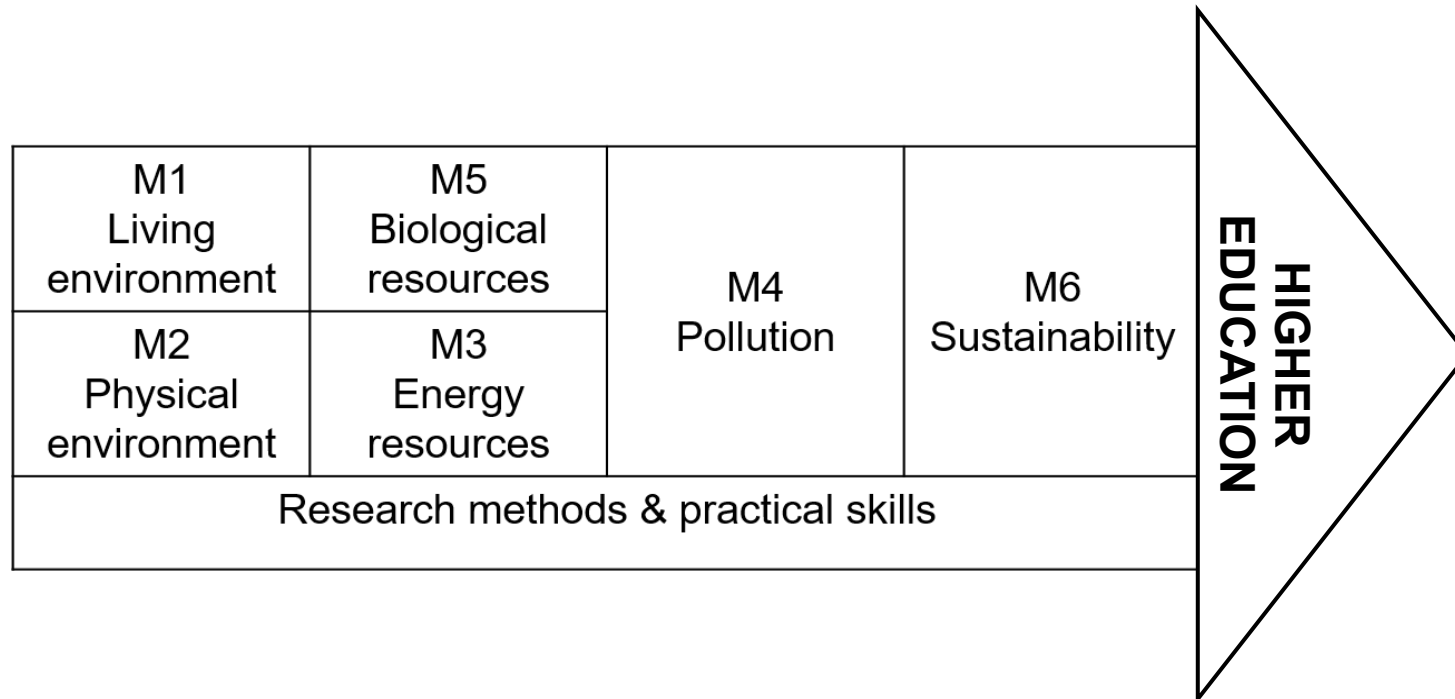 M1
Living
environment
M5
Biological
resources
M2
Physical
environment
M3
Energy
resources
M4
Pollution
M6
Sustainability
Research methods & practical skills
HIGHER
EDUCATION